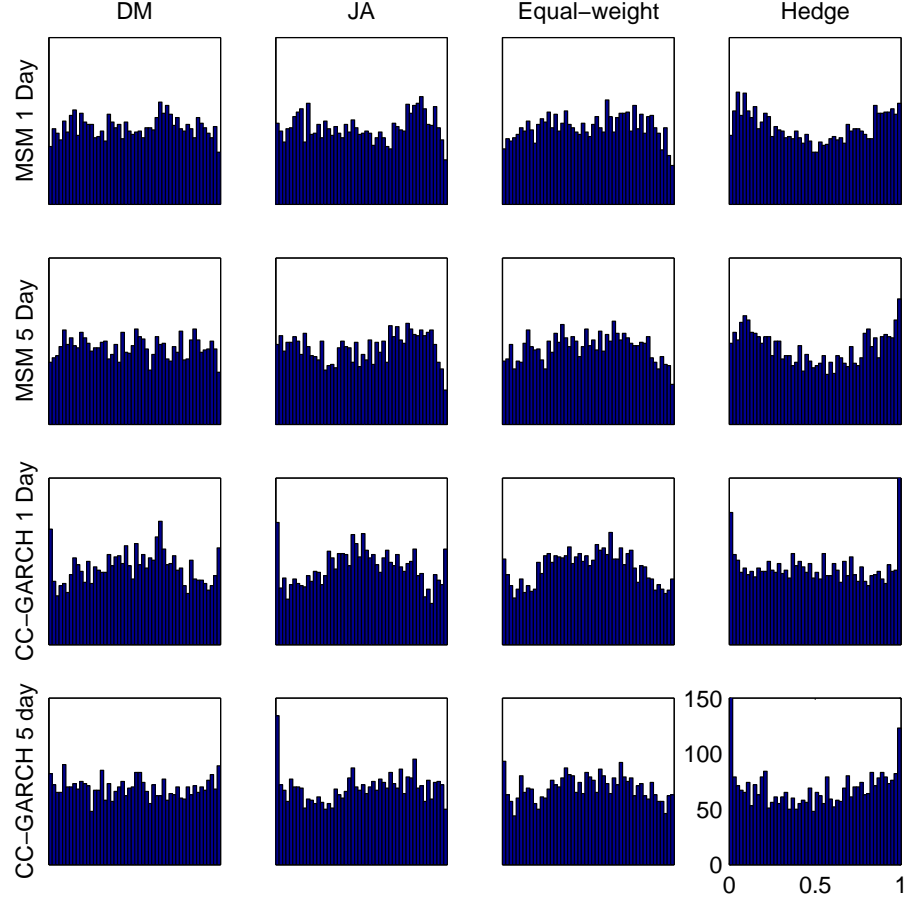 DM
JA
Equal−weight
Hedge
MSM 1 Day
MSM 5 Day
CC−GARCH 1 Day
CC−GARCH 5 day
150
100
50
0
0
0.5
1